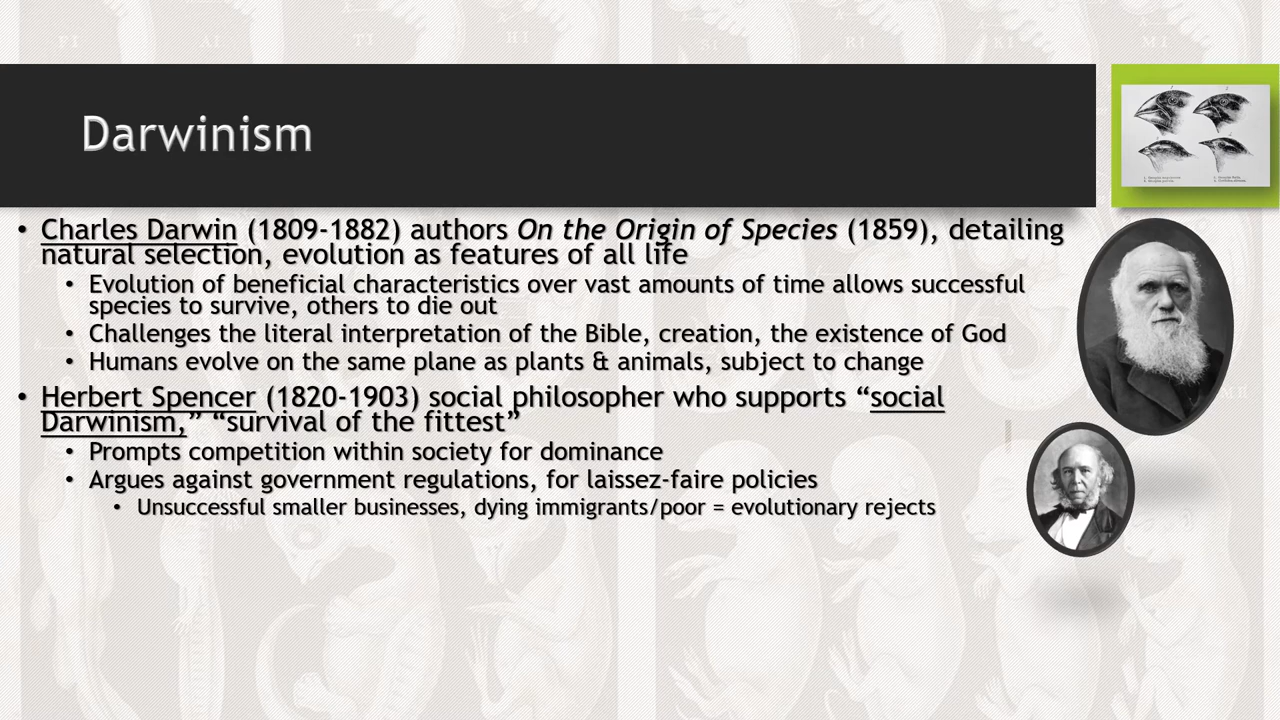 Darwinism
• Charles Darwin (1809-1882) authors On the Origin of Species (1859), detailing
natural selection, evolution as features of all life
• Evolution of beneficial characteristics over vast amounts of time allows successful
species to survive, others to die out
• Challenges the literal interpretation of the Bible, creation, the existence of God
• Humans evolve on the same plane as plants & animals, subject to change
• Herbert Spencer (1820-1903) social philosopher who supports “social
Darwinism,” “survival of the fittest”
• Prompts competition within society for dominance
• Argues against government regulations, for laissez-faire policies
• Unsuccessful smaller businesses, dying immigrants/poor = evolutionary rejects